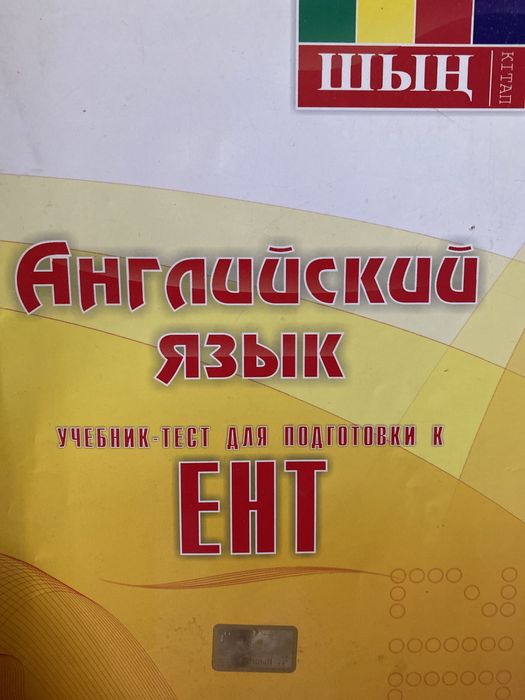 ШЫҢ
КІТАП
АНГЛИЙСКИЙ
ЯЗЫК
УЧЕБНИК-ТЕСТ ДЛЯ ПОДГОТОВКИ К
ЕНТ